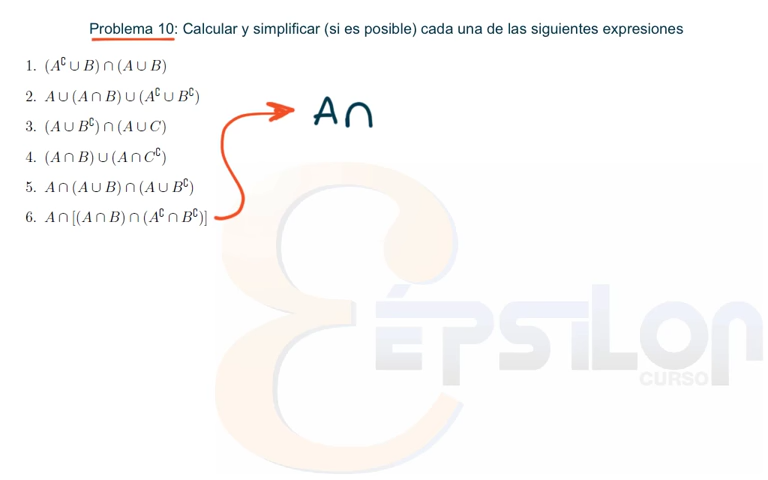 Problema 10: Calcular y simplificar (si es posible) cada una de las siguientes expresiones
1. (A∁ ∪ B) ∩ (A ∪ B)
2. A ∪ (A ∩ B) ∪ (A∁ ∪ B∁)
3. (A ∪ B∁) ∩ (A ∪ C)
4. (A ∩ B) ∪ (A ∩ C∁)
5. A ∩ (A ∪ B) ∩ (A ∪ B∁)
6. A ∩ [(A ∩ B) ∩ (A∁ ∩ B∁)]
A ∩
ÉPSILON
CURSO